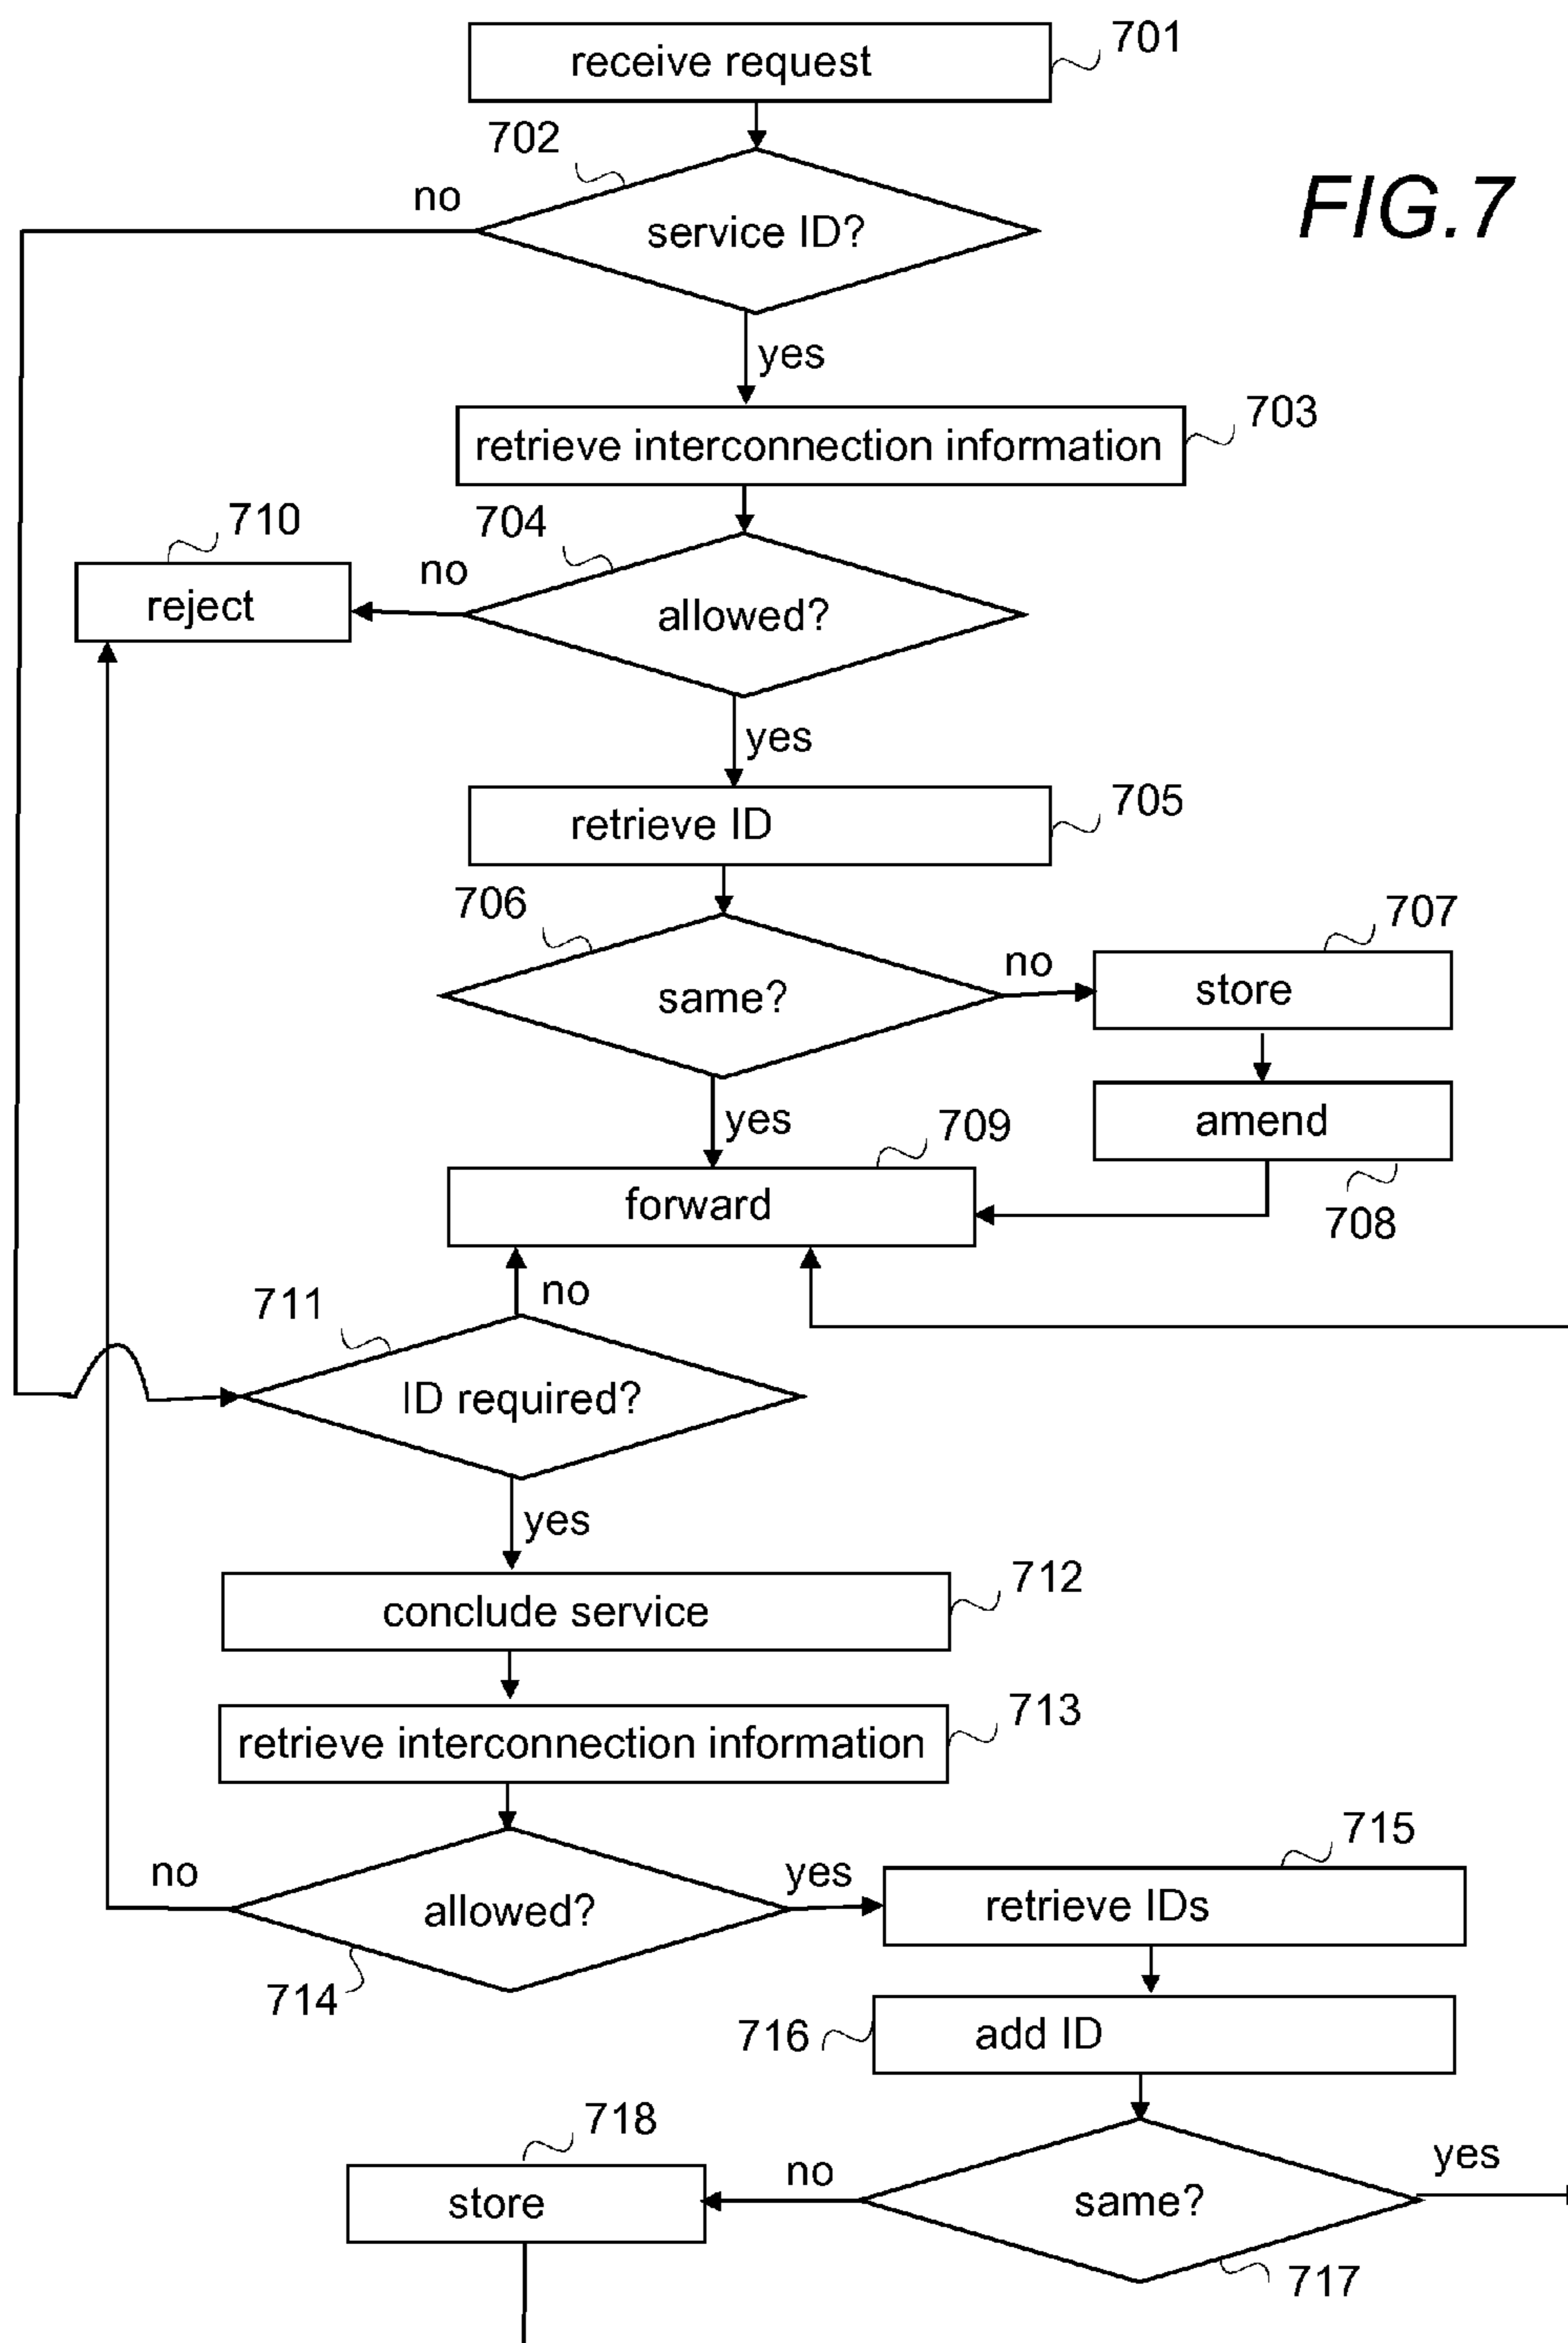 receive request
701
702
FIG.7
no
service ID?
yes
703
retrieve interconnection information
710
704
no
reject
allowed?
yes
705
retrieve ID
706
707
no
same?
store
yes
amend
709
forward
708
no
711
ID required?
yes
712
conclude service
713
retrieve interconnection information
715
no
yes
allowed?
retrieve IDs
714
716
add ID
718
yes
no
store
same?
717